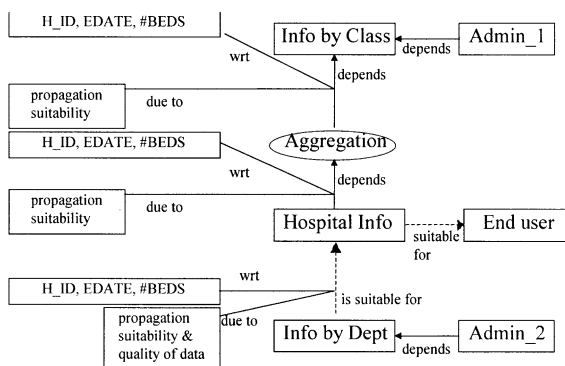 H_ID, EDATE, #BEDS
Info by Class
Admin_1
depends
wrt
depends
propagation
suitability
due to
H_ID, EDATE, #BEDS
Aggregation
wrt
depends
propagation
suitability
due to
Hospital Info
End user
suitable
for
wrt
H_ID, EDATE, #BEDS
is suitable for
propagation
suitability &
quality of data
due to
Info by Dept
Admin_2
depends